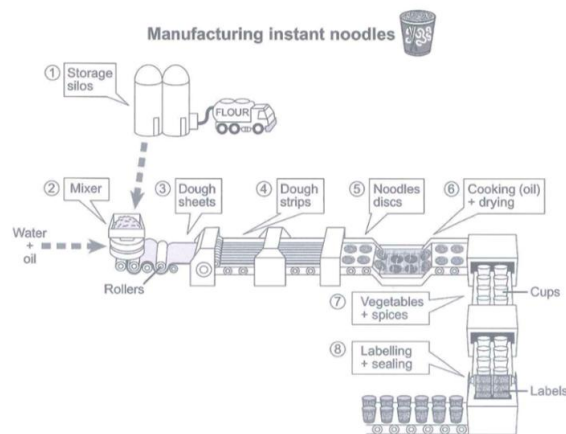 Manufacturing instant noodles
① Storage
silos
FLOUR
② Mixer
③ Dough
sheets
④ Dough
strips
⑤ Noodles
discs
⑥ Cooking (oil)
+ drying
Water
+
oil
Rollers
Cups
⑦ Vegetables
+ spices
⑧ Labelling
+ sealing
Labels